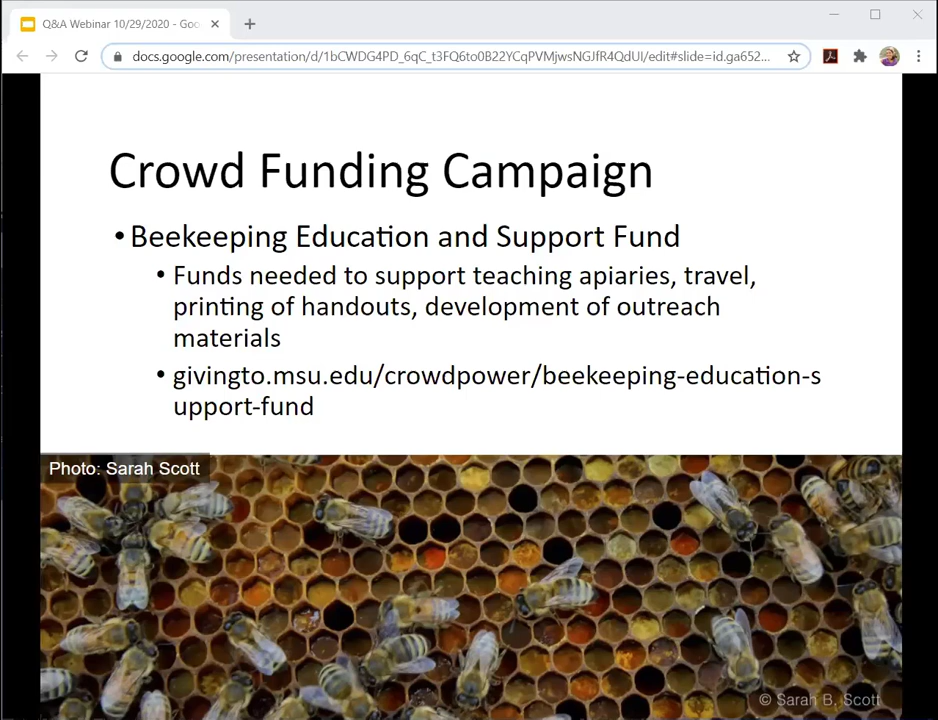 Q&A Webinar 10/29/2020 - Goo
docs.google.com/presentation/d/1bCWDG4PD_6qC_t3FQ6to0B22YCqPVMjwsNGJfR4QdUI/edit#slide=id.ga652...
Crowd Funding Campaign
• Beekeeping Education and Support Fund
• Funds needed to support teaching apiaries, travel,
printing of handouts, development of outreach
materials
• givingto.msu.edu/crowdpower/beekeeping-education-s
upport-fund
Photo: Sarah Scott
© Sarah B. Scott